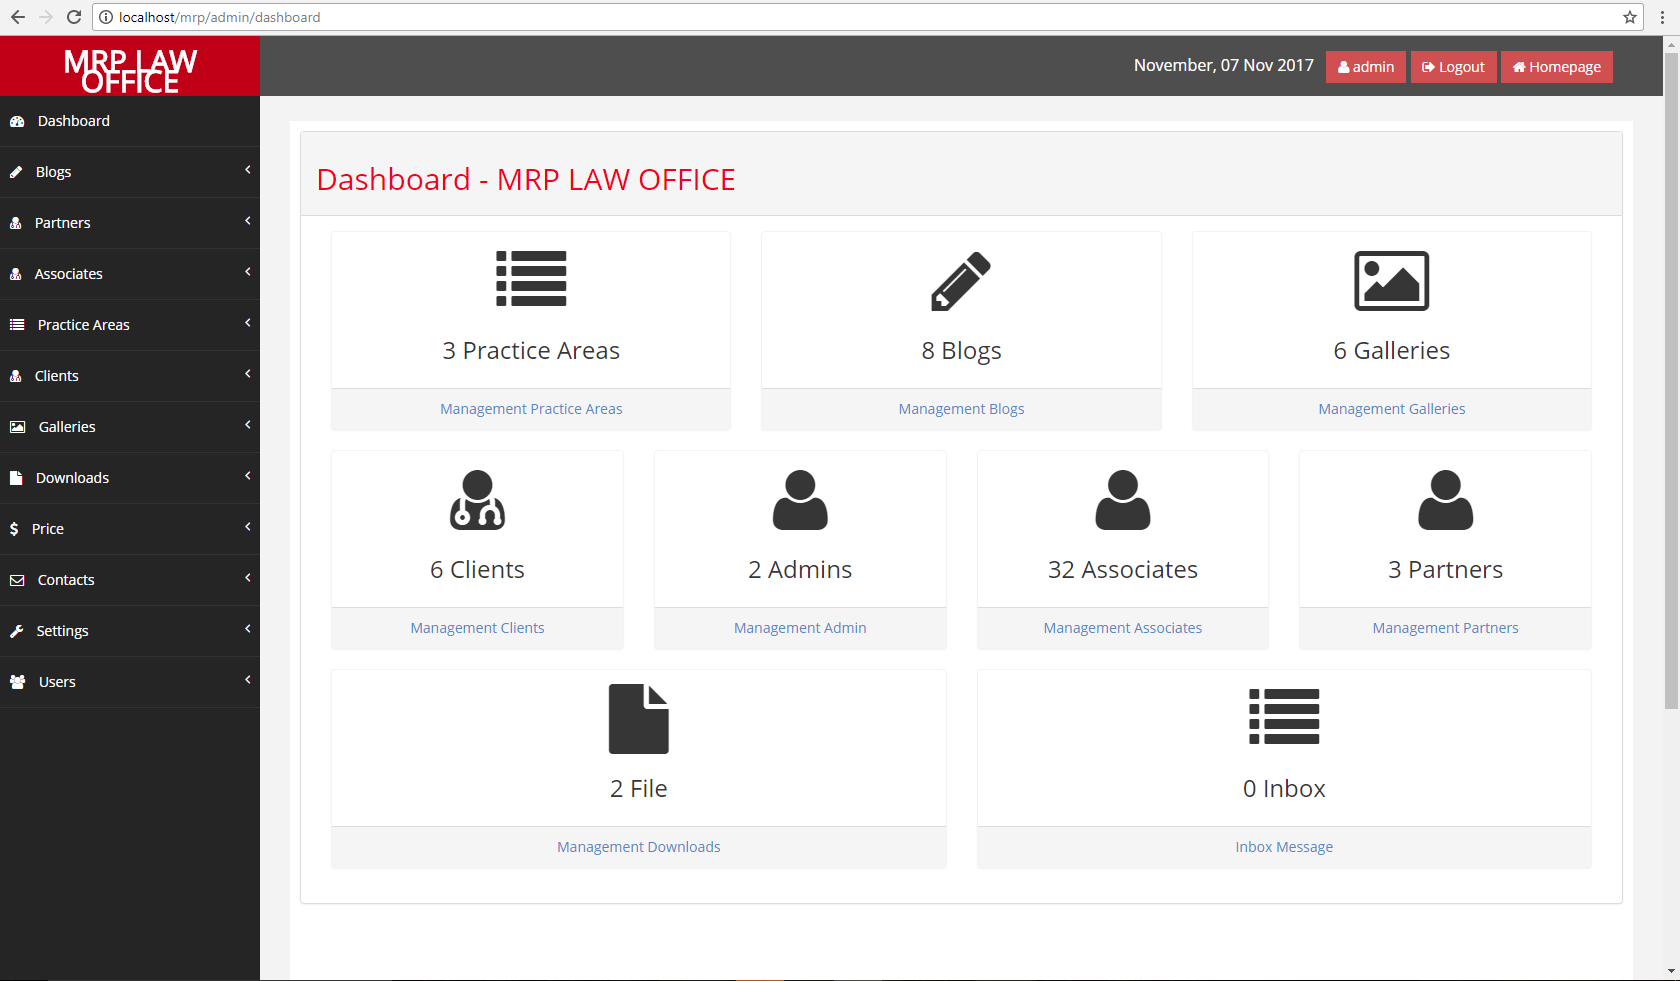 localhost/mrp/admin/dashboard
MRP LAW
OFFICE
November, 07 Nov 2017
admin
Logout
Homepage
Dashboard
Blogs
Partners
Associates
Practice Areas
Clients
Galleries
Downloads
Price
Contacts
Settings
Users
Dashboard - MRP LAW OFFICE
3 Practice Areas
Management Practice Areas
8 Blogs
Management Blogs
6 Galleries
Management Galleries
6 Clients
Management Clients
2 Admins
Management Admin
32 Associates
Management Associates
3 Partners
Management Partners
2 File
Management Downloads
0 Inbox
Inbox Message